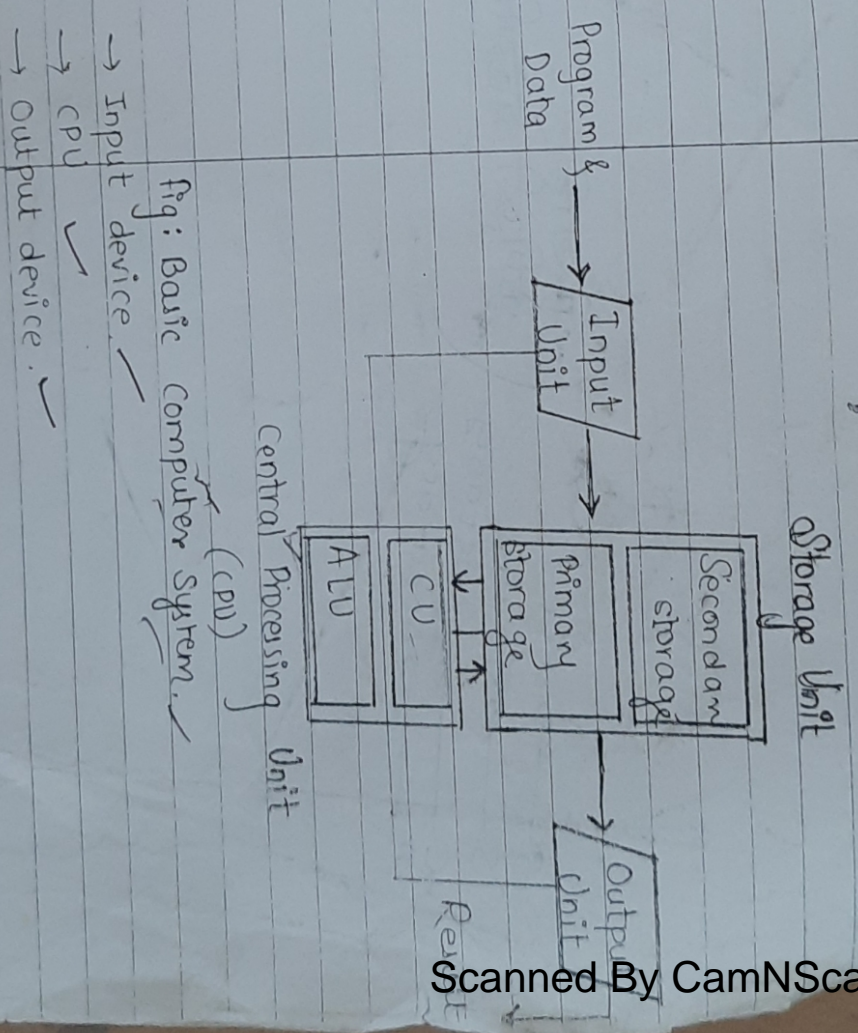 Storage Unit
Secondan
storage
Program &
Data
Input
Unit
Primary
storage
Output
Unit
CU
ALU
Central Processing Unit
(CPU)
fig: Basic Computer System.
→ Input device.
→ CPU
→ Output device.
Scanned By CamNSca